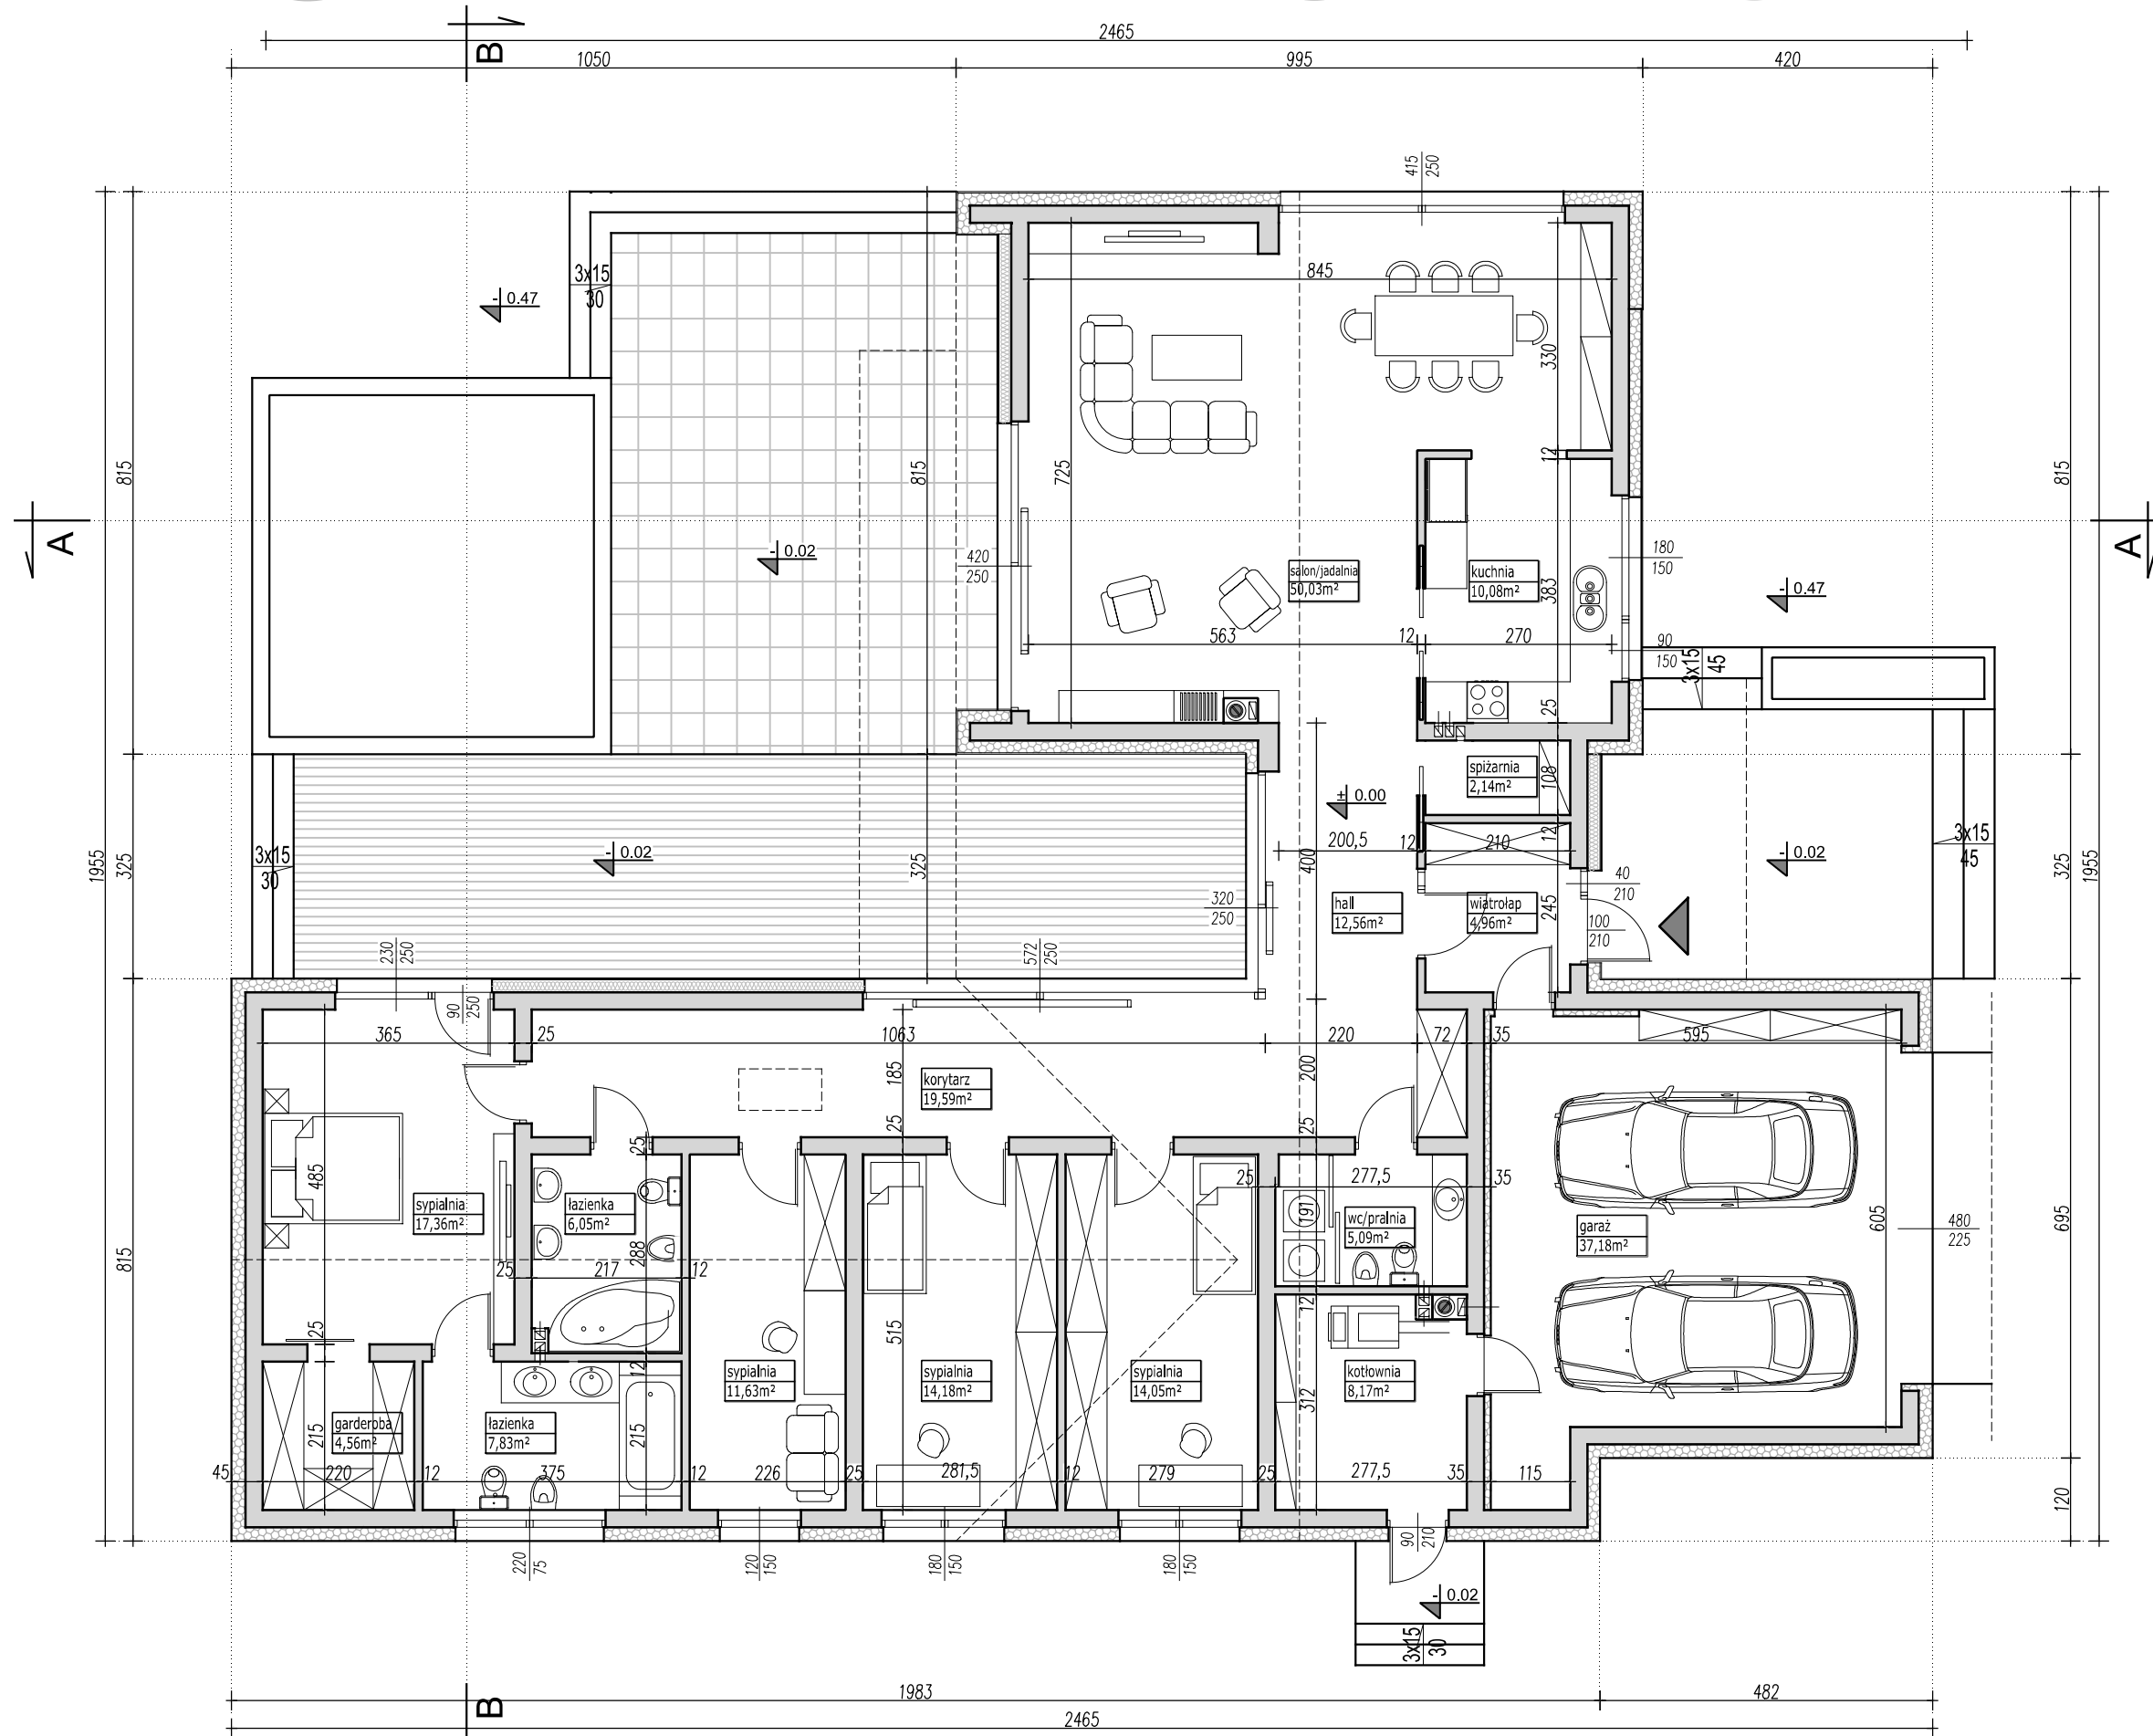 2465
B
1050
995
420
415
250
3x15
30
- 0.47
845
330
12
815
815
725
815
A
A
- 0.02
420
250
salon/jadalnia
50,03m²
kuchnia
10,08m²
383
180
150
- 0.47
563
12
270
90
150
3x15
45
25
spiżarnia
2,14m²
108
± 0.00
200,5
12
210
12
3x15
30
- 0.02
325
325
1955
400
3x15
45
- 0.02
325
1955
320
250
hall
12,56m²
wiatrołap
4,96m²
245
40
210
100
210
230
250
90
250
572
250
365
25
1063
220
72
35
595
185
200
korytarz
19,59m²
25
25
25
485
sypialnia
17,36m²
łazienka
6,05m²
288
25
277,5
35
191
wc/pralnia
5,09m²
garaż
37,18m²
605
480
225
695
815
25
217
12
12
25
515
12
sypialnia
11,63m²
sypialnia
14,18m²
sypialnia
14,05m²
kotłownia
8,17m²
312
garderoba
4,56m²
łazienka
7,83m²
215
215
45
220
12
375
12
226
25
281,5
12
279
25
277,5
35
115
120
220
75
120
150
180
150
180
150
90
210
- 0.02
3x15
30
B
1983
482
2465